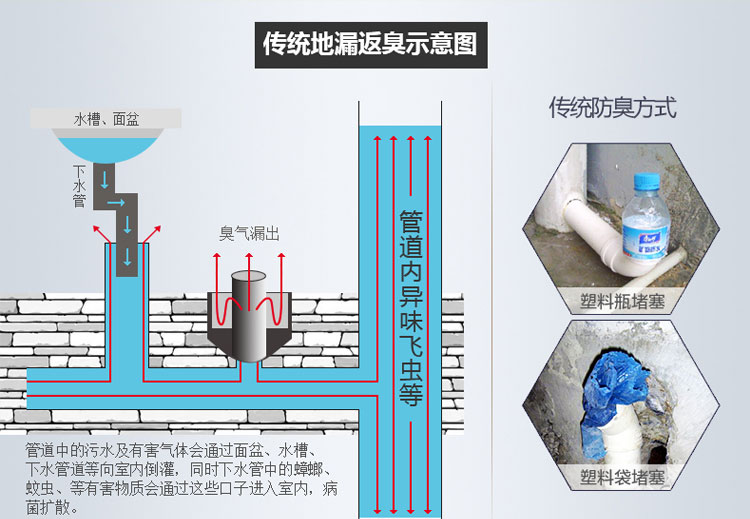 传统地漏返臭示意图
水槽、面盆
下水管
臭气漏出
管道内异味飞虫等
管道中的污水及有害气体会通过面盆、水槽、
下水管道等向室内倒灌，同时下水管中的蟑螂、
蚊虫、等有害物质会通过这些口子进入室内，病
菌扩散。
传统防臭方式
塑料瓶堵塞
塑料袋堵塞